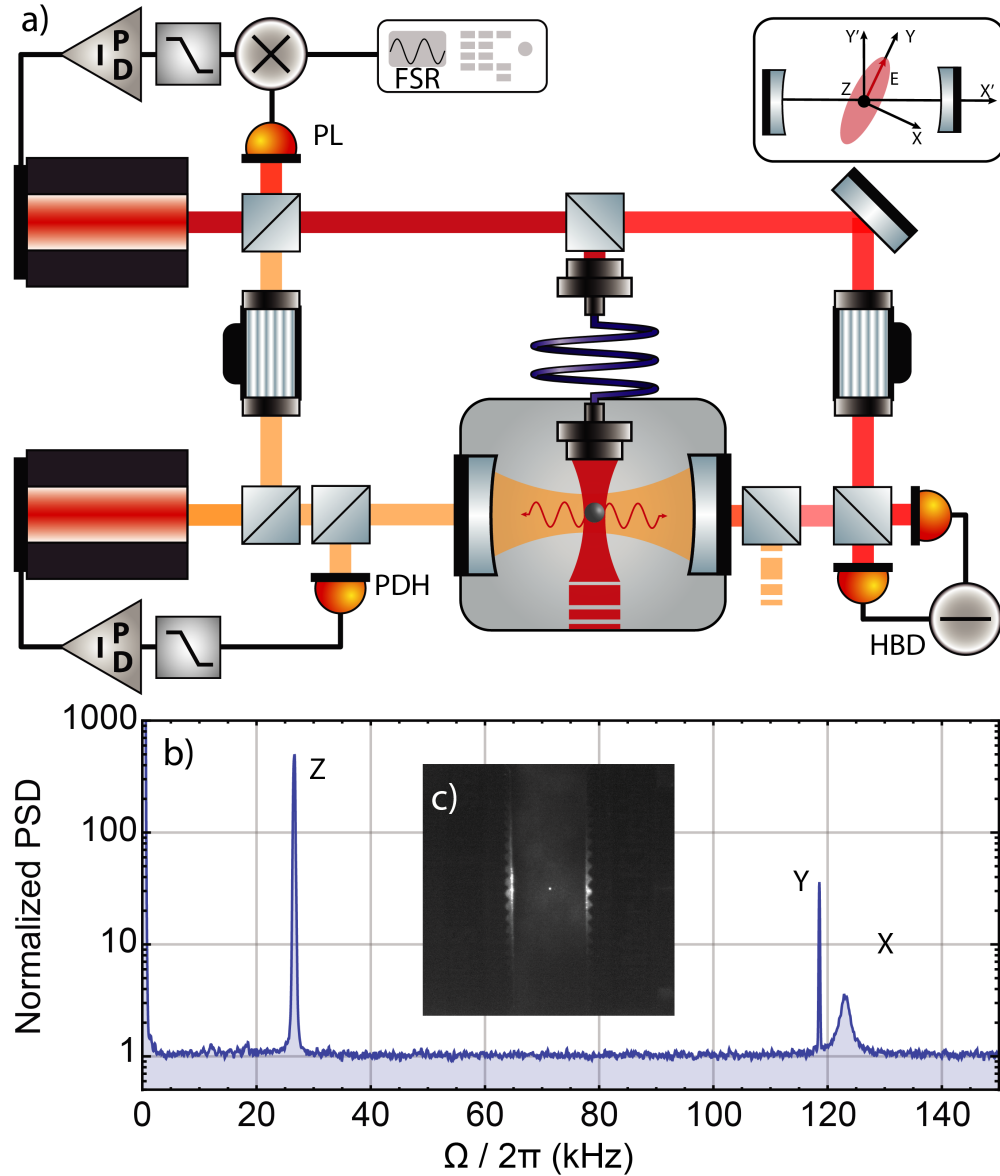 a)
P
I
D
FSR
PL
Y'
Y
Z
E
X'
X
PDH
P
I
D
HBD
b)
c)
Z
Y
X
Normalized PSD
1000
100
10
1
0 20 40 60 80 100 120 140
Ω / 2π (kHz)